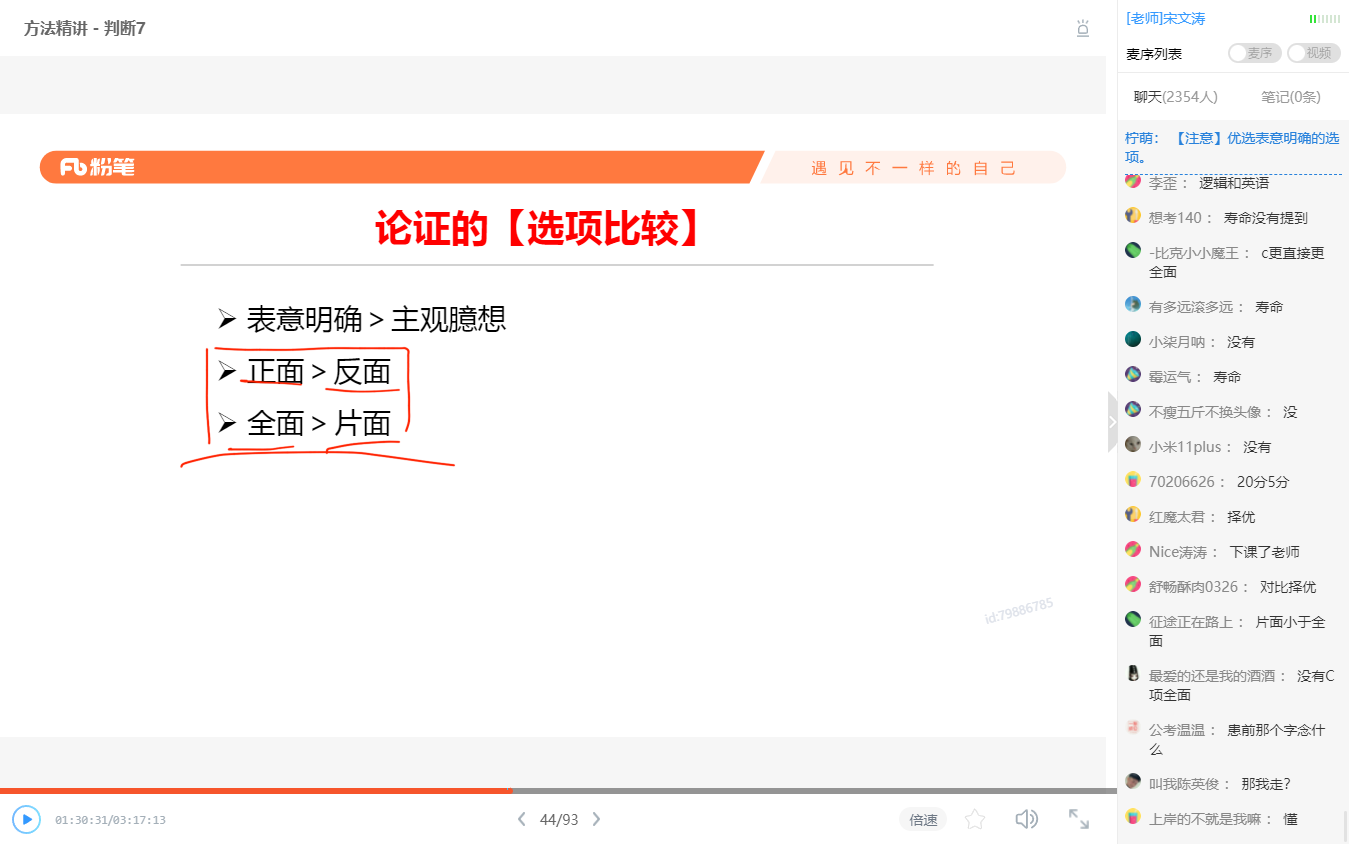 方法精讲 - 判断7
粉笔
遇见不一样的自己
论证的【选项比较】
表意明确 > 主观臆想
正面 > 反面
全面 > 片面
id:79886785
01:30:31/03:17:13
44/93
倍速
[老师]宋文涛
麦序列表
麦序
视频
聊天(2354人)
笔记(0条)
柠萌： 【注意】优选表意明确的选
项。
李歪： 逻辑和英语
想考140： 寿命没有提到
-比克小小魔王： c更直接更
全面
有多远滚多远： 寿命
小柒月呐： 没有
霉运气： 寿命
不瘦五斤不换头像： 没
小米11plus： 没有
70206626： 20分5分
红魔太君： 择优
Nice涛涛： 下课了老师
舒畅酥肉0326： 对比择优
征途正在路上： 片面小于全
面
最爱的还是我的酒酒： 没有C
项全面
公考温温： 患前那个字念什
么
叫我陈英俊： 那我走?
上岸的不就是我嘛： 懂